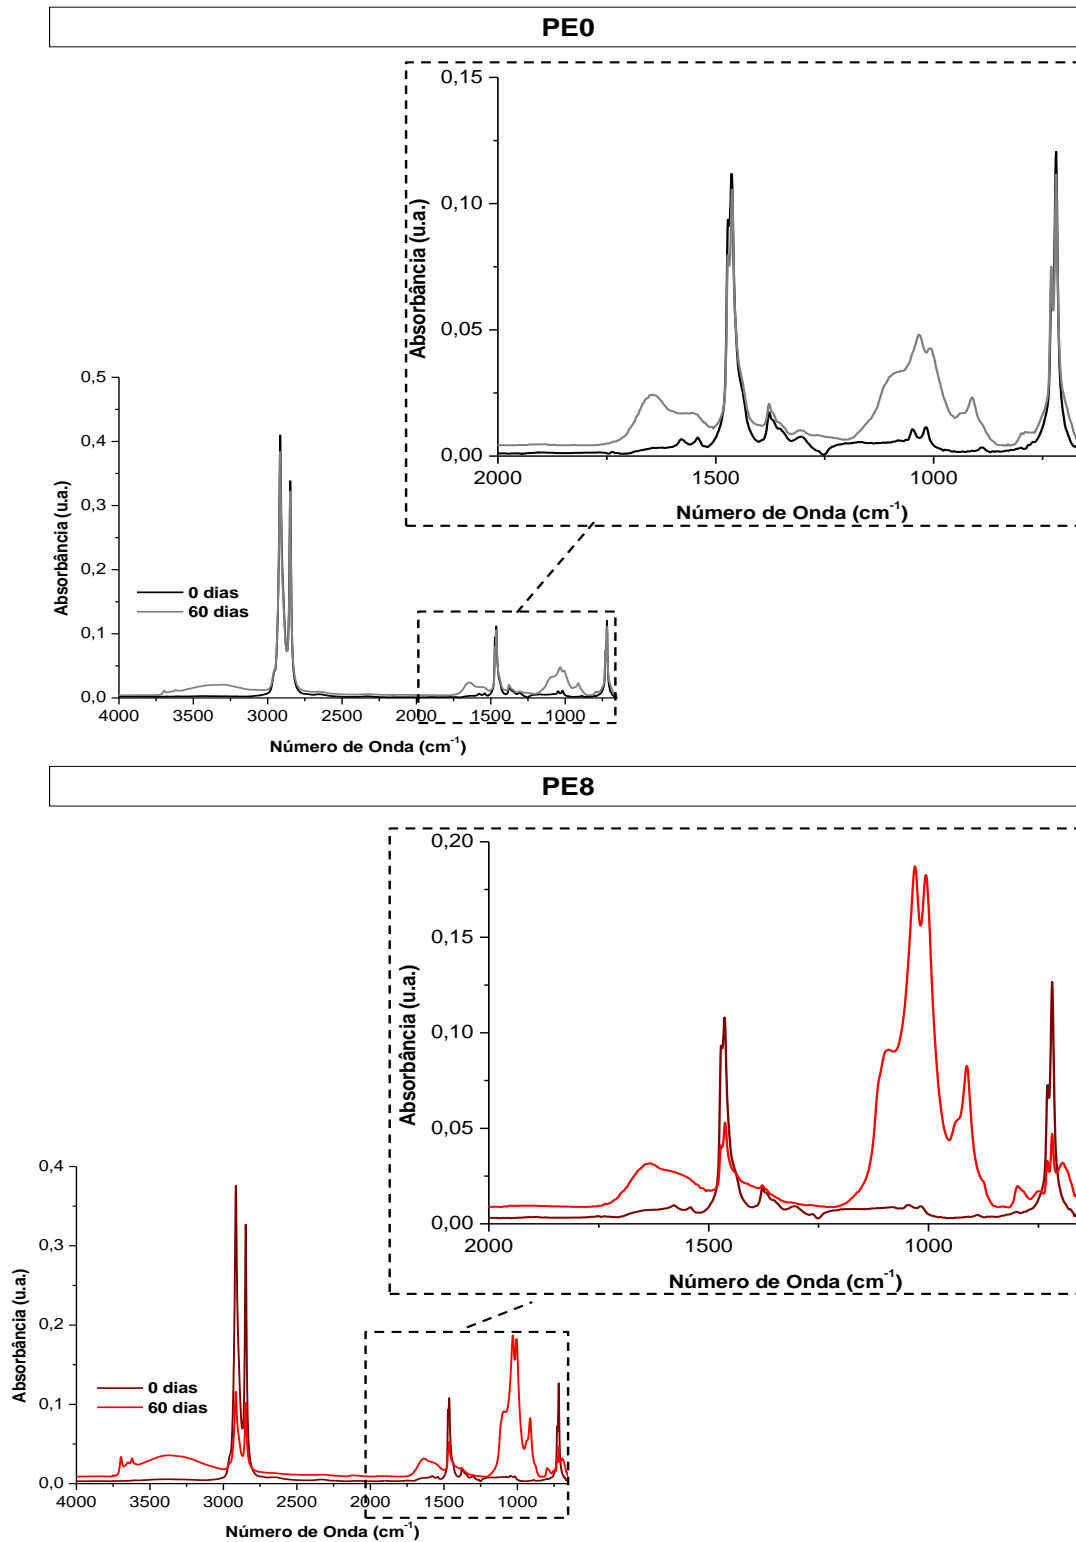 PE0
0,15
0,10
0,05
0,00
Absorbância (u.a.)
2000 1500 1000
Número de Onda (cm⁻¹)
0,5
0,4
0,3
0,2
0,1
0,0
Absorbância (u.a.)
0 dias
60 dias
4000 3500 3000 2500 2000 1500 1000
Número de Onda (cm⁻¹)
PE8
0,20
0,15
0,10
0,05
0,00
Absorbância (u.a.)
2000 1500 1000
Número de Onda (cm⁻¹)
0,4
0,3
0,2
0,1
0,0
Absorbância (u.a.)
0 dias
60 dias
4000 3500 3000 2500 2000 1500 1000
Número de Onda (cm⁻¹)